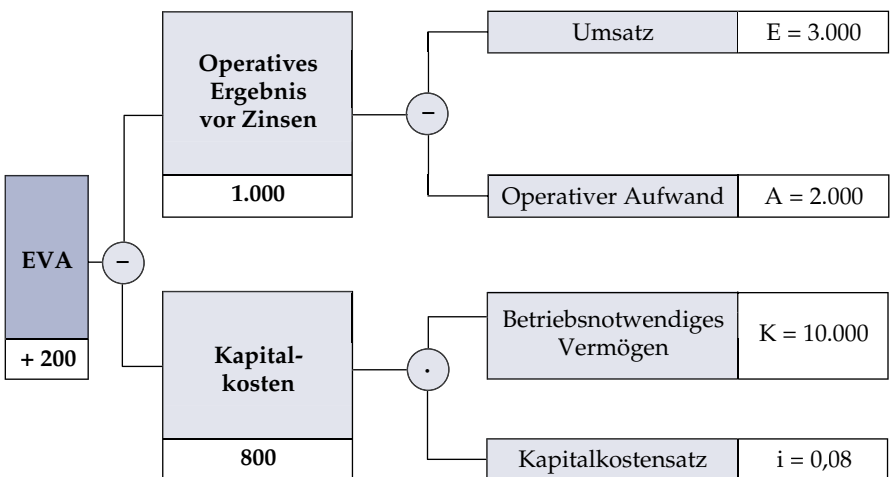 Umsatz
E = 3.000
Operatives
Ergebnis
vor Zinsen
–
1.000
Operativer Aufwand
A = 2.000
EVA
–
+ 200
Kapital-
kosten
800
Betriebsnotwendiges
Vermögen
K = 10.000
·
Kapitalkostensatz
i = 0,08